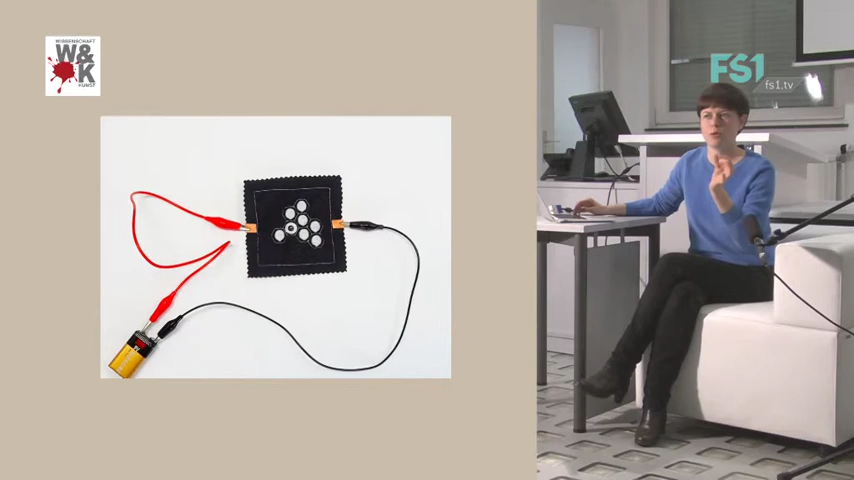 WISSENSCHAFT
W&
K
KUNST
FS1
fs1.tv